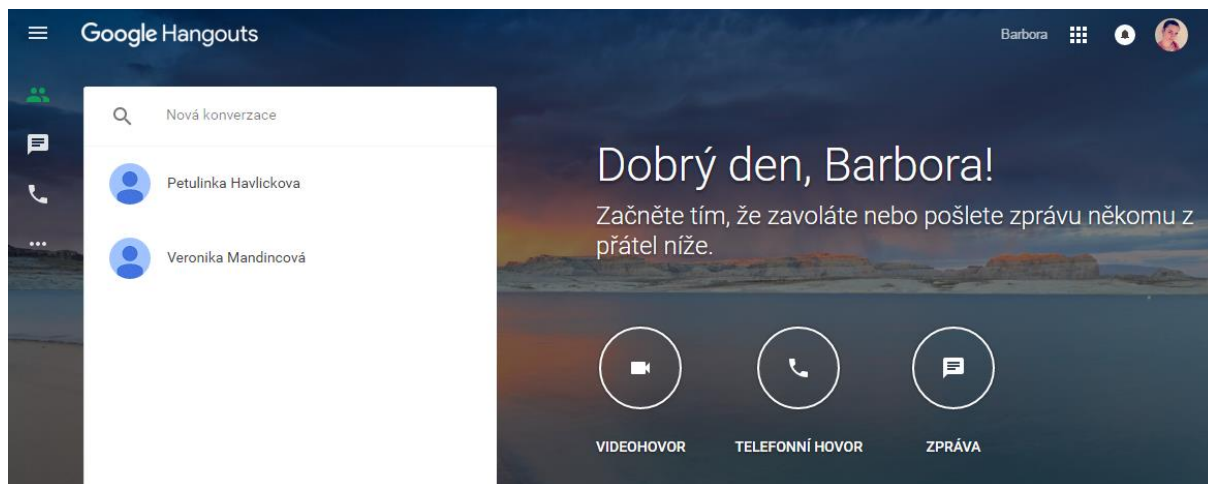 Google Hangouts
Barbora
Nová konverzace
Petulinka Havlickova
Veronika Mandincová
Dobrý den, Barbora!
Začněte tím, že zavoláte nebo pošlete zprávu někomu z
přátel níže.
VIDEOHOVOR
TELEFONNÍ HOVOR
ZPRÁVA